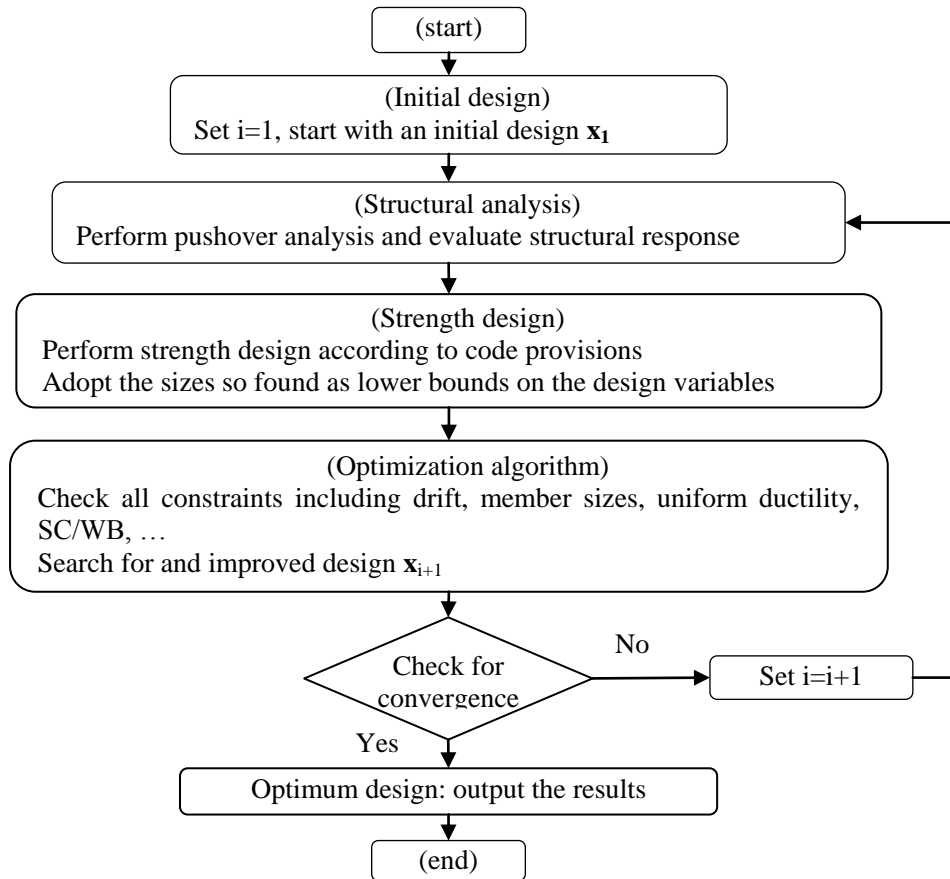 (start)
(Initial design)
Set i=1, start with an initial design x1
(Structural analysis)
Perform pushover analysis and evaluate structural response
(Strength design)
Perform strength design according to code provisions
Adopt the sizes so found as lower bounds on the design variables
(Optimization algorithm)
Check all constraints including drift, member sizes, uniform ductility,
SC/WB, …
Search for and improved design xi+1
Check for
convergence
No
Set i=i+1
Yes
Optimum design: output the results
(end)